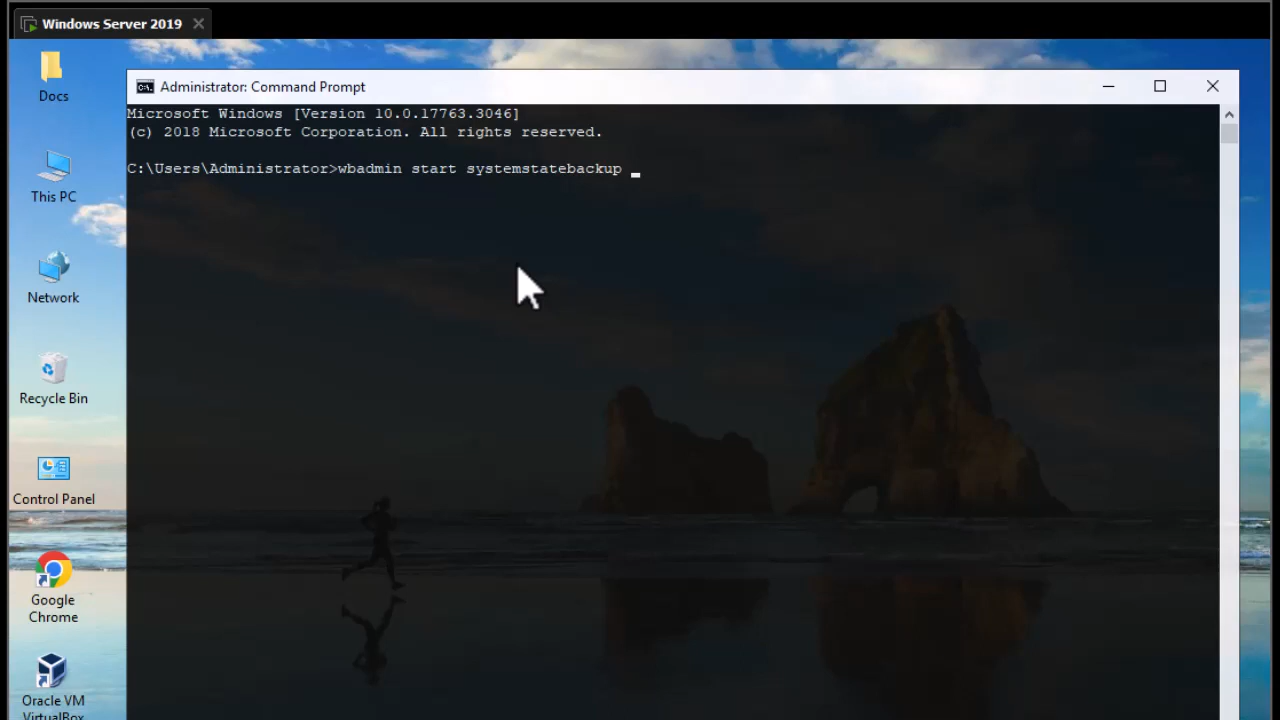 Windows Server 2019
Docs
Administrator: Command Prompt
Microsoft Windows [Version 10.0.17763.3046]
(c) 2018 Microsoft Corporation. All rights reserved.
C:\Users\Administrator>wbadmin start systemstatebackup
This PC
Network
Recycle Bin
Control Panel
Google
Chrome
Oracle VM
VirtualBox